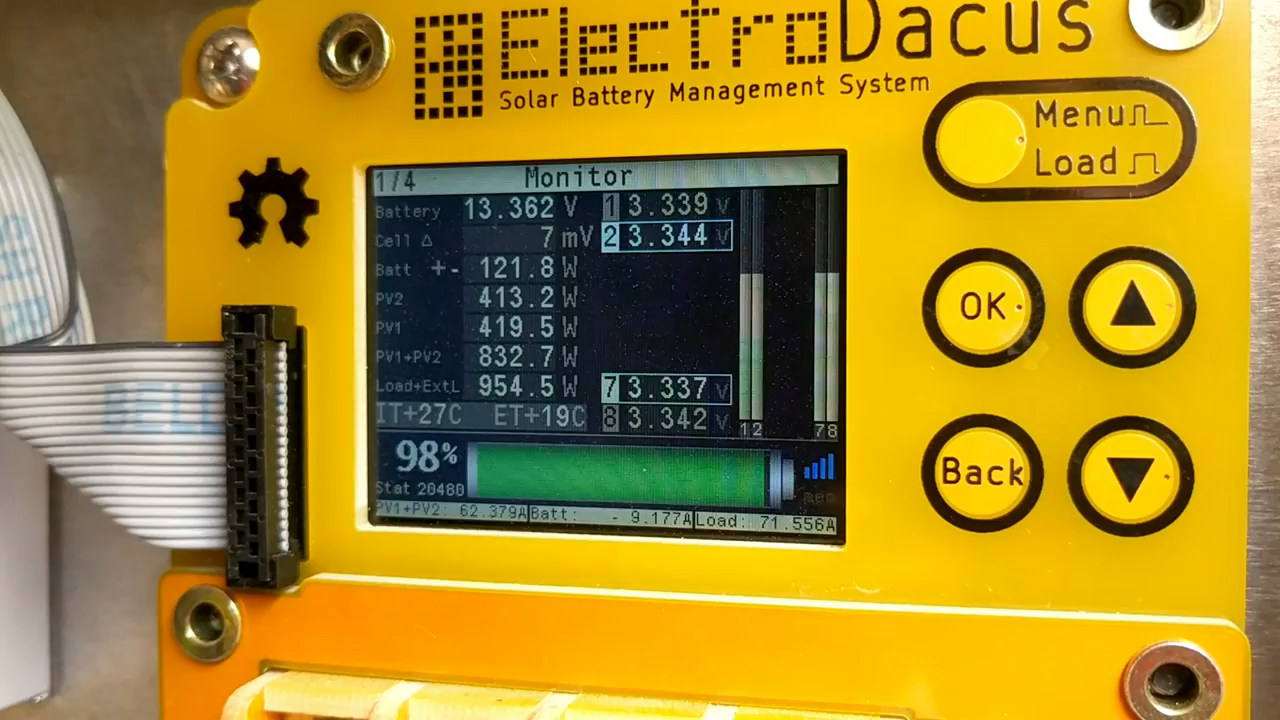 ElectroDacus
Solar Battery Management System
Menu
Load
1/4 Monitor
Battery 13.362 V 1 3.339 V
Cell Δ 7 mV 2 3.344 V
Batt +- 121.8 W
PV2 413.2 W
PV1 419.5 W
PV1+PV2 832.7 W
Load+ExtL 954.5 W 7 3.337 V
IT+27C ET+19C 8 3.342 V 12 78
98%
Stat 20480
PV1+PV2: 62.379A Batt: - 9.177A Load: 71.556A
OK
Back